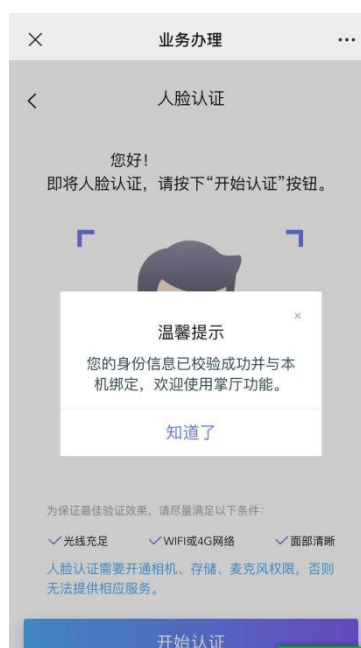 业务办理
人脸认证
您好!
即将人脸认证，请按下“开始认证”按钮。
温馨提示
您的身份信息已校验成功并与本
机绑定，欢迎使用掌厅功能。
知道了
为保证最佳验证效果，请尽量满足以下条件:
光线充足 WIFI或4G网络 面部清晰
人脸认证需要开通相机、存储、麦克风权限，否则
无法提供相应服务。
开始认证